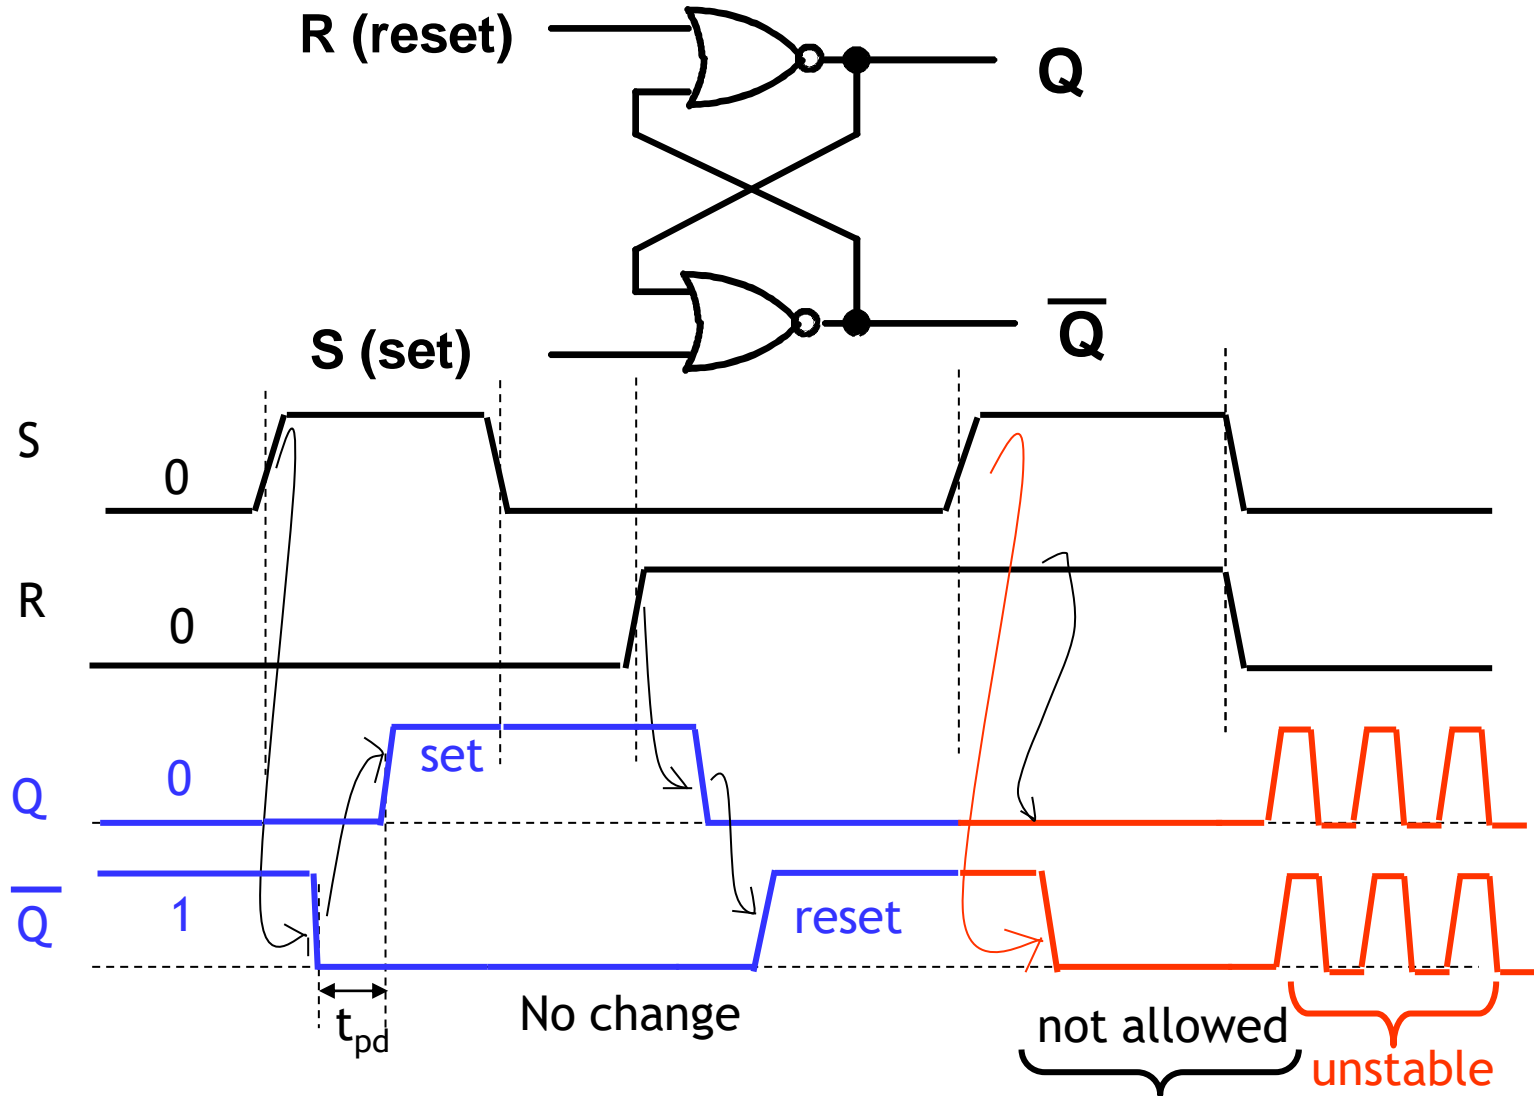 R (reset)
Q
S (set)
Q̅
S
0
R
0
Q
0
set
Q̅
1
reset
tpd
No change
not allowed
unstable